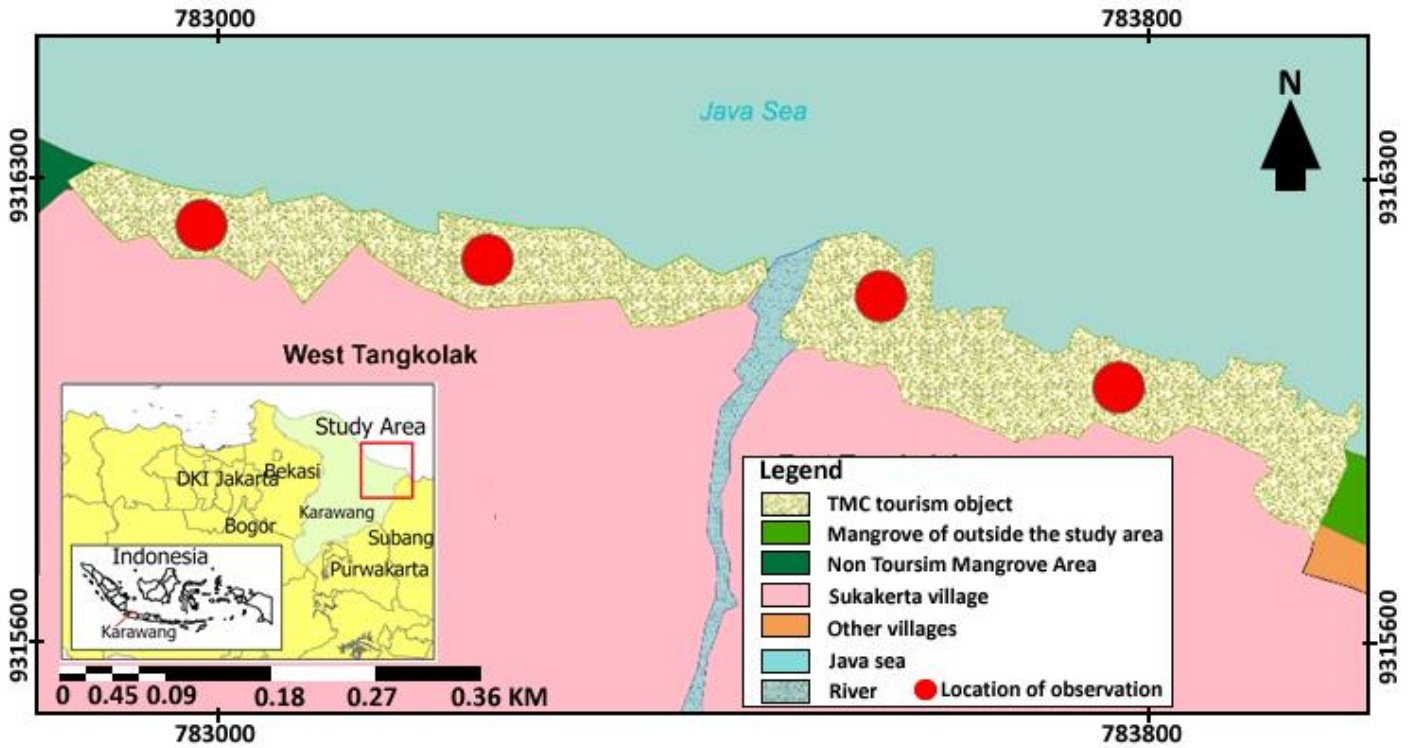 783000 783800
Java Sea
N
9316300 9316300
West Tangkolak
Study Area
DKI Jakarta
Bekasi
Karawang
Bogor
Subang
Purwakarta
Indonesia
Karawang
0 0.45 0.09 0.18 0.27 0.36 KM
Legend
TMC tourism object
Mangrove of outside the study area
Non Toursim Mangrove Area
Sukakerta village
Other villages
Java sea
River
Location of observation
9315600 9315600
783000 783800